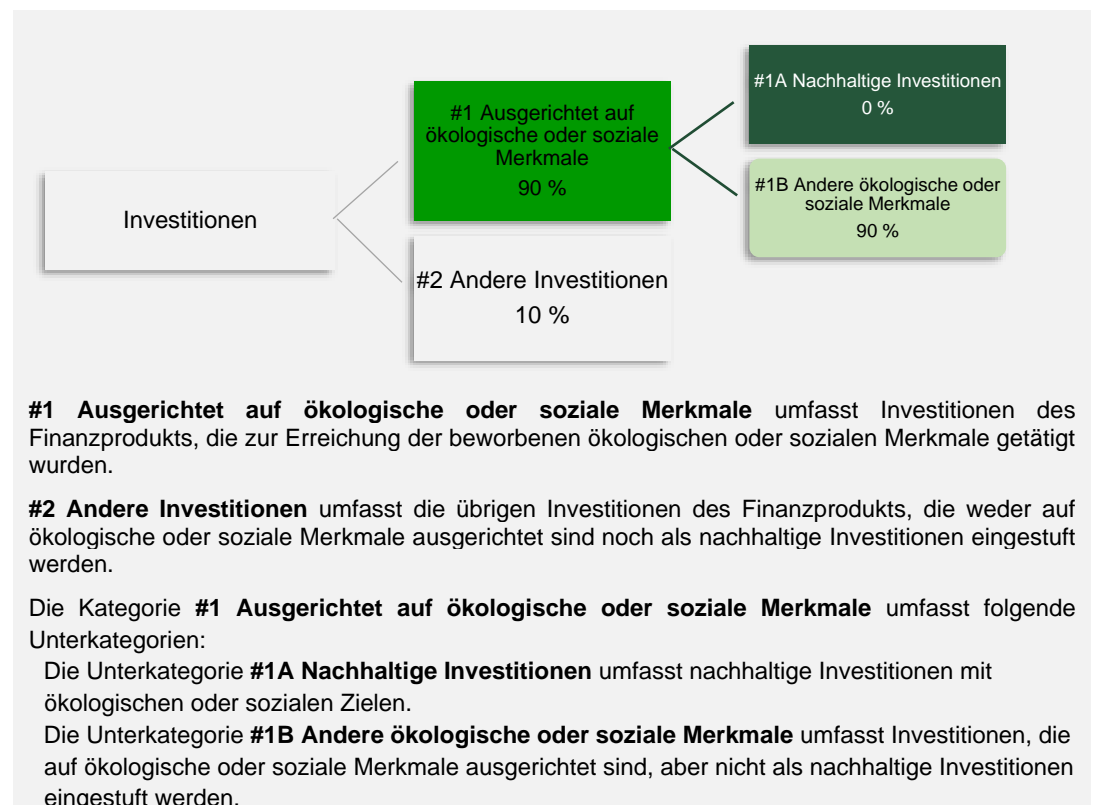 #1A Nachhaltige Investitionen
0 %
#1 Ausgerichtet auf
ökologische oder soziale
Merkmale
90 %
#1B Andere ökologische oder
soziale Merkmale
90 %
Investitionen
#2 Andere Investitionen
10 %
#1 Ausgerichtet auf ökologische oder soziale Merkmale umfasst Investitionen des
Finanzprodukts, die zur Erreichung der beworbenen ökologischen oder sozialen Merkmale getätigt
wurden.
#2 Andere Investitionen umfasst die übrigen Investitionen des Finanzprodukts, die weder auf
ökologische oder soziale Merkmale ausgerichtet sind noch als nachhaltige Investitionen eingestuft
werden.
Die Kategorie #1 Ausgerichtet auf ökologische oder soziale Merkmale umfasst folgende
Unterkategorien:
Die Unterkategorie #1A Nachhaltige Investitionen umfasst nachhaltige Investitionen mit
ökologischen oder sozialen Zielen.
Die Unterkategorie #1B Andere ökologische oder soziale Merkmale umfasst Investitionen, die
auf ökologische oder soziale Merkmale ausgerichtet sind, aber nicht als nachhaltige Investitionen
eingestuft werden.